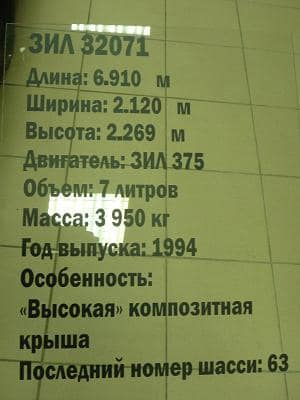 ЗИЛ 32071
Длина: 6.910 м
Ширина: 2.120 м
Высота: 2.269 м
Двигатель: ЗИЛ 375
Объем: 7 литров
Масса: 3 950 кг
Год выпуска: 1994
Особенность:
«Высокая» композитная
крыша
Последний номер шасси: 63